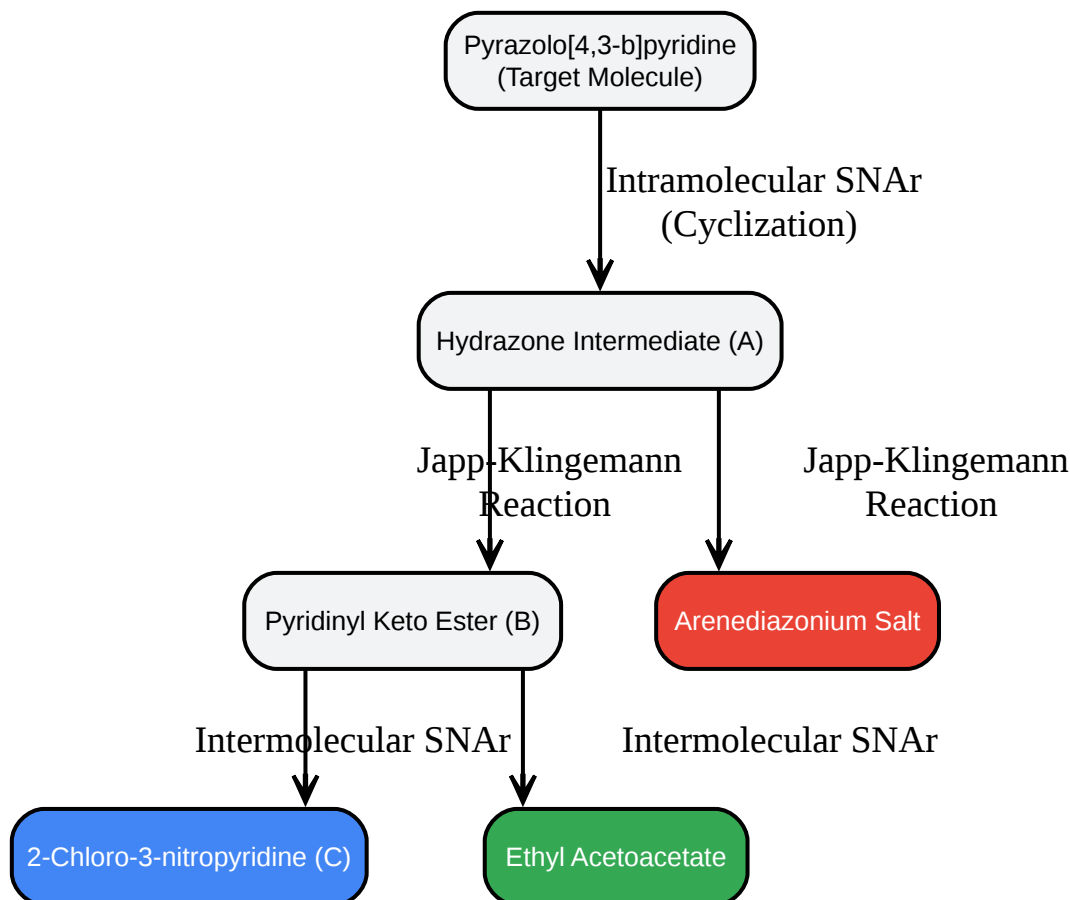 Pyrazolo[4,3-b]pyridine
(Target Molecule)
Intramolecular SNAr
(Cyclization)
Hydrazone Intermediate (A)
Japp-Klingemann
Reaction
Japp-Klingemann
Reaction
Pyridinyl Keto Ester (B)
Arenediazonium Salt
Intermolecular SNAr
Intermolecular SNAr
2-Chloro-3-nitropyridine (C)
Ethyl Acetoacetate